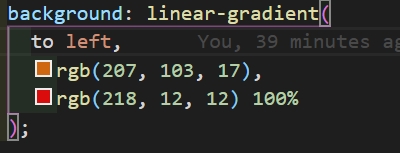 background: linear-gradient(
to left, You, 39 minutes ag
rgb(207, 103, 17),
rgb(218, 12, 12) 100%
);